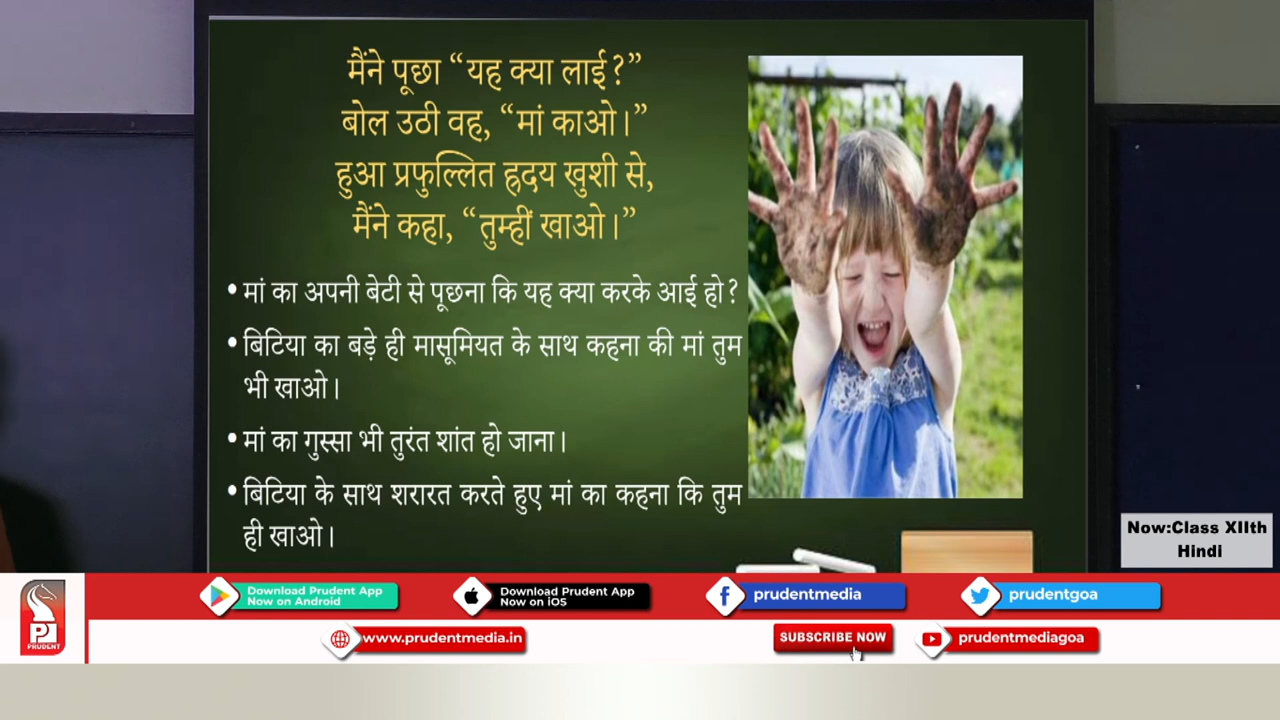 मैंने पूछा “यह क्या लाई?”
बोल उठी वह, “मां काओ।”
हुआ प्रफुल्लित ह्रदय खुशी से,
मैंने कहा, “तुम्हीं खाओ।”
• मां का अपनी बेटी से पूछना कि यह क्या करके आई हो?
• बिटिया का बड़े ही मासूमियत के साथ कहना की मां तुम
भी खाओ।
• मां का गुस्सा भी तुरंत शांत हो जाना।
• बिटिया के साथ शरारत करते हुए मां का कहना कि तुम
ही खाओ।
Now:Class XIIth
Hindi
PRUDENT
Download Prudent App
Now on Android
Download Prudent App
Now on iOS
prudentmedia
prudentgoa
www.prudentmedia.in
SUBSCRIBE NOW
prudentmediagoa